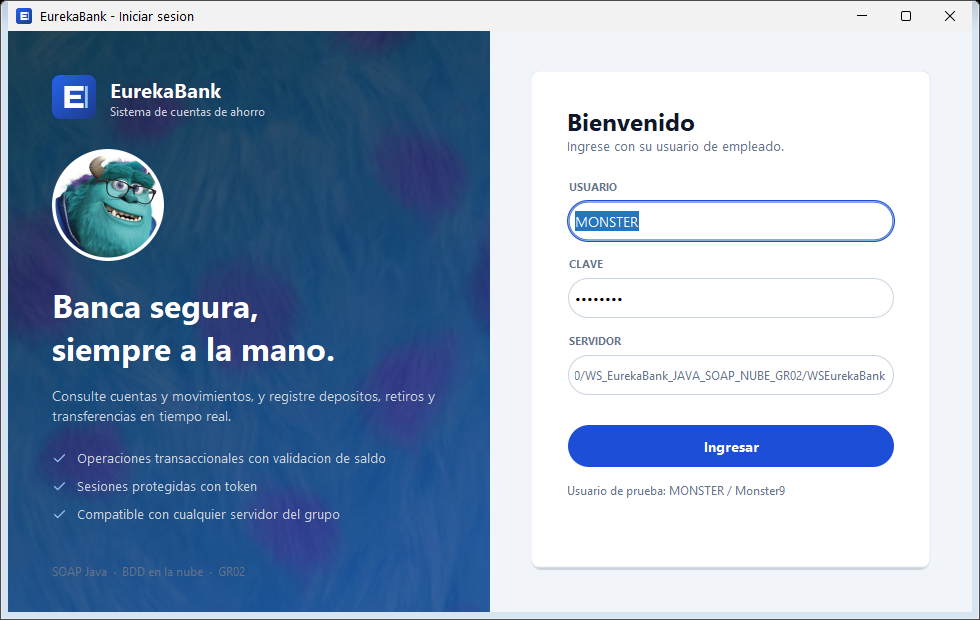 EurekaBank - Iniciar sesion
EurekaBank
Sistema de cuentas de ahorro
Banca segura,
siempre a la mano.
Consulte cuentas y movimientos, y registre depositos, retiros y
transferencias en tiempo real.
Operaciones transaccionales con validacion de saldo
Sesiones protegidas con token
Compatible con cualquier servidor del grupo
SOAP Java · BDD en la nube · GR02
Bienvenido
Ingrese con su usuario de empleado.
USUARIO
MONSTER
CLAVE
••••••••
SERVIDOR
0/WS_EurekaBank_JAVA_SOAP_NUBE_GR02/WSEurekaBank
Ingresar
Usuario de prueba: MONSTER / Monster9